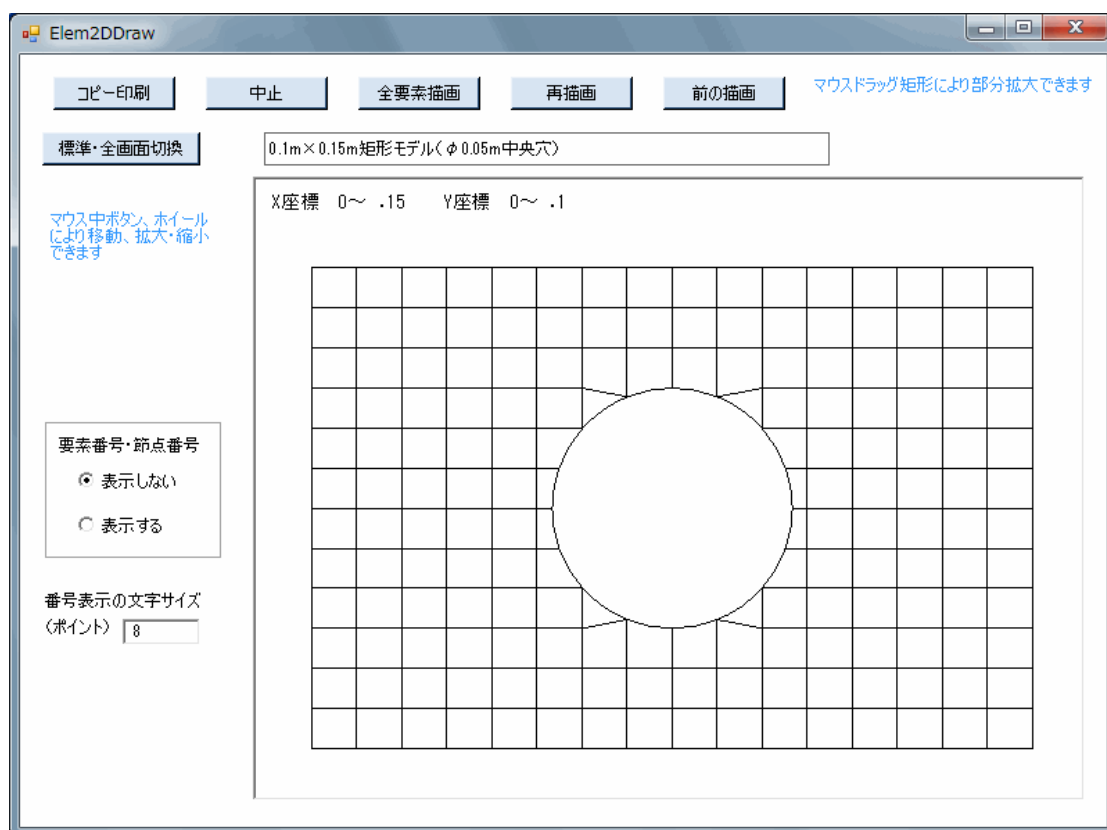 Elem2DDraw
コピー印刷 中止 全要素描画 再描画 前の描画 マウスドラッグ矩形により部分拡大できます
標準・全画面切換 0.1m×0.15m矩形モデル(φ0.05m中央穴)
X座標 0～ .15 Y座標 0～ .1
マウス中ボタン、ホイール
により移動、拡大・縮小
できます
要素番号・節点番号
表示しない
表示する
番号表示の文字サイズ
(ポイント) 8